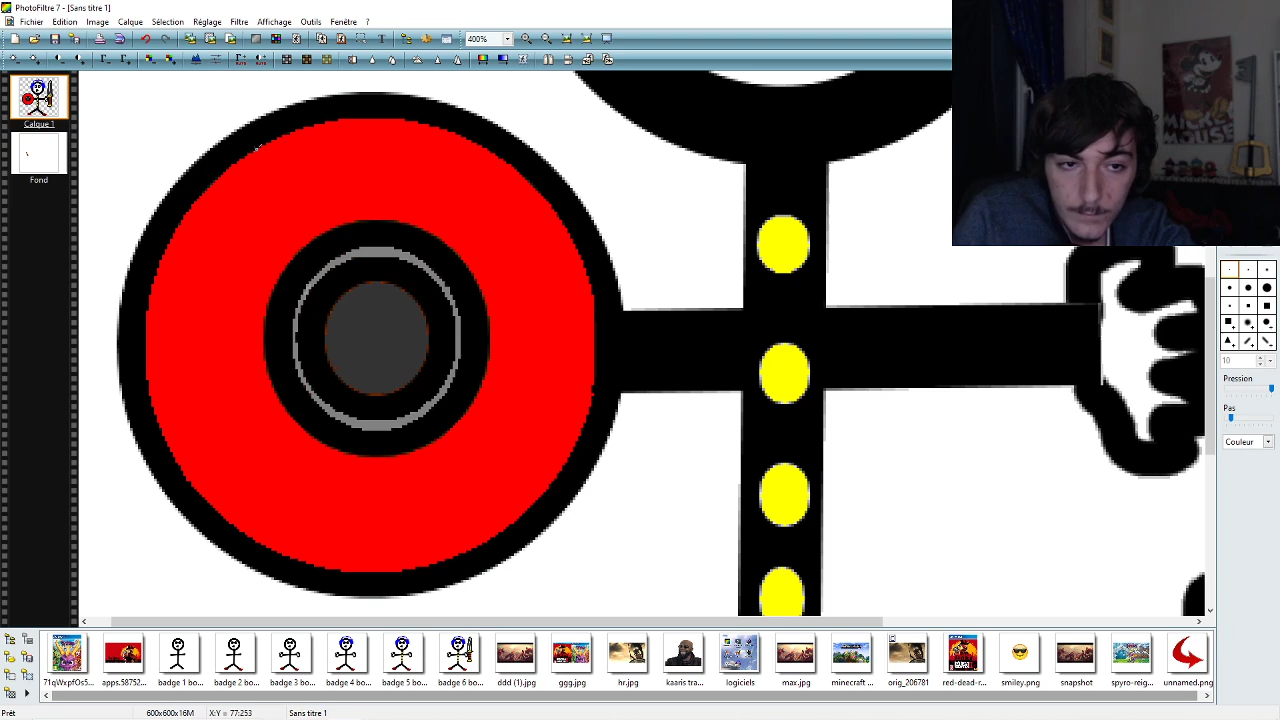 PhotoFiltre 7 - [Sans titre 1]
Fichier Edition Image Calque Sélection Réglage Filtre Affichage Outils Fenêtre ?
400%
Calque 1
Fond
MICKEY
MOUSE
10
Pression
Pas
Couleur
71qWxpfOs5... apps.58752... badge 1 bo... badge 2 bo... badge 3 bo... badge 4 bo... badge 5 bo... badge 6 bo... ddd (1).jpg ggg.jpg hr.jpg kaaris tra... logiciels max.jpg minecraft ... orig_206781 red-dead-r... smiley.png snapshot spyro-reig... unnamed.png
Prêt 600x600x16M X:Y = 77:253 Sans titre 1